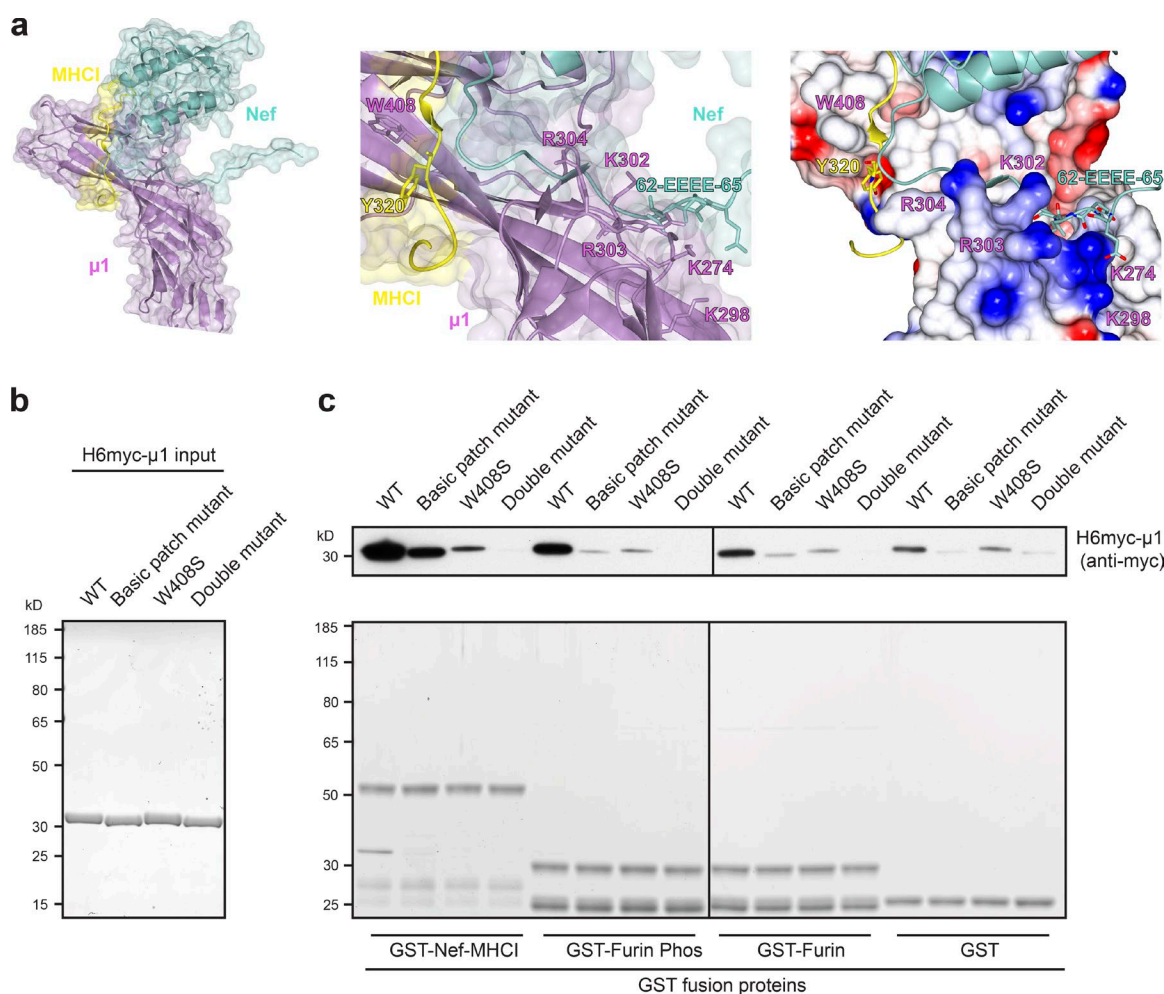 a
MHCI
Nef
µ1
W408
R304
K302
Nef
62-EEEE-65
Y320
R303
K274
MHCI
µ1
K298
W408
Y320
K302
62-EEEE-65
R304
R303
K274
K298
b
H6myc-µ1 input
WT
Basic patch mutant
W408S
Double mutant
kD
185
115
80
65
50
30
25
15
c
WT
Basic patch mutant
W408S
Double mutant
WT
Basic patch mutant
W408S
Double mutant
WT
Basic patch mutant
W408S
Double mutant
WT
Basic patch mutant
W408S
Double mutant
kD
30
H6myc-µ1
(anti-myc)
kD
185
115
80
65
50
30
25
GST-Nef-MHCI
GST-Furin Phos
GST-Furin
GST
GST fusion proteins